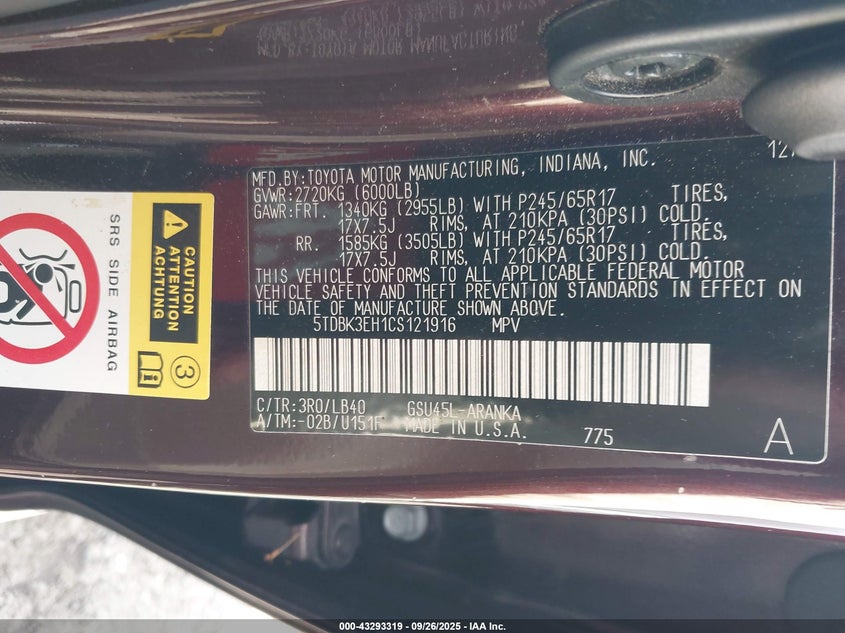 MFD.BY:TOYOTA MOTOR MANUFACTURING, INDIANA, INC. 12
GVWR:2720KG (6000LB)
GAWR:FRT. 1340KG (2955LB) WITH P245/65R17 TIRES,
17X7.5J RIMS, AT 210KPA (30PSI) COLD.
RR. 1585KG (3505LB) WITH P245/65R17 TIRES,
17X7.5J RIMS, AT 210KPA (30PSI) COLD.
THIS VEHICLE CONFORMS TO ALL APPLICABLE FEDERAL MOTOR
VEHICLE SAFETY AND THEFT PREVENTION STANDARDS IN EFFECT ON
THE DATE OF MANUFACTURE SHOWN ABOVE.
5TDBK3EH1CS121916 MPV
C/TR:3R0/LB40 GSU45L-ARANKA
A/TM:-02B/U151F MADE IN U.S.A. 775 A
SRS SIDE AIRBAG
CAUTION
ATTENTION
ACHTUNG
3
000-43293319 / 09/26/2025 - IAA Inc.